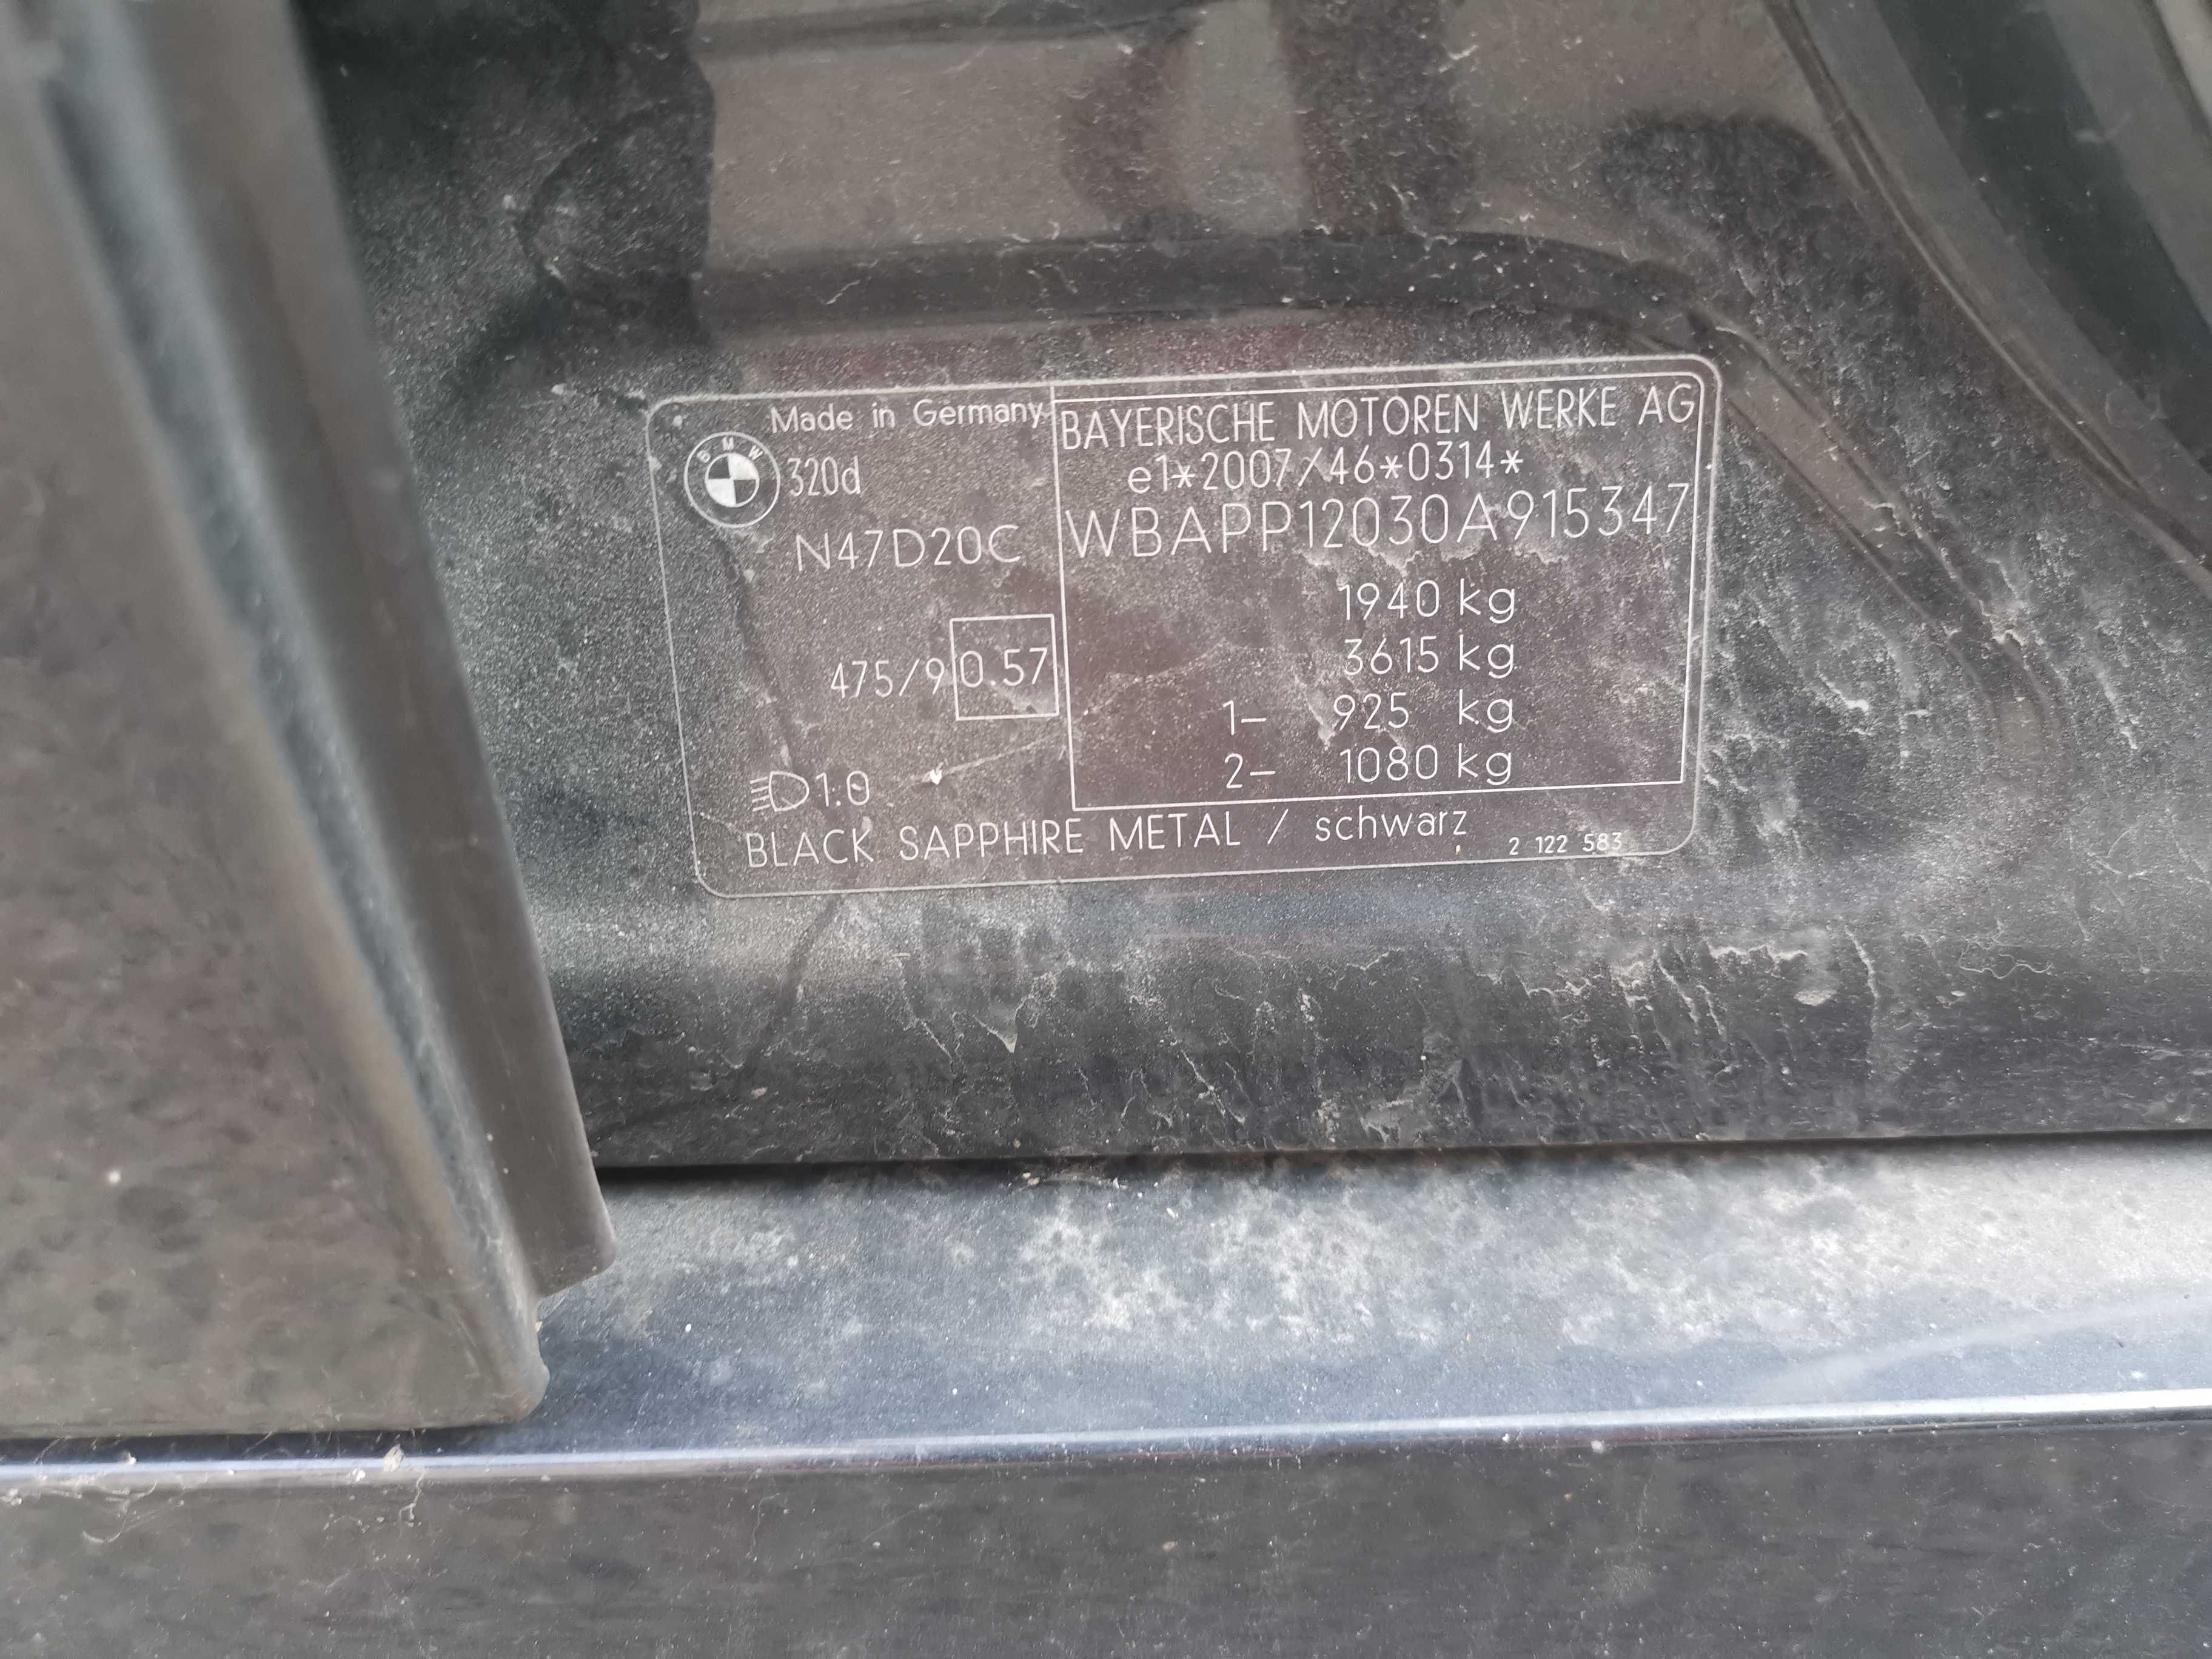 Made in Germany
BMW
320d
N47D20C
475/9 0.57
1.0
BAYERISCHE MOTOREN WERKE AG
e1*2007/46*0314*
WBAPP12030A915347
1940 kg
3615 kg
1- 925 kg
2- 1080 kg
BLACK SAPPHIRE METAL / schwarz
2 122 583